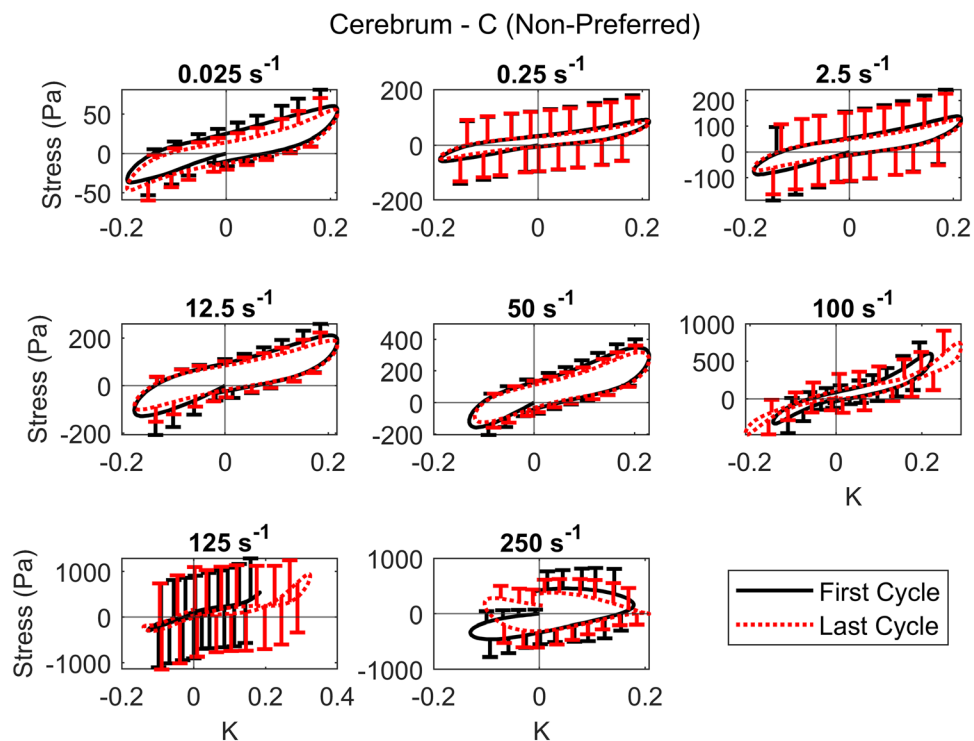 Cerebrum - C (Non-Preferred)
0.025 s⁻¹
0.25 s⁻¹
2.5 s⁻¹
Stress (Pa)
50
0
-50
-0.2 0 0.2
200
0
-200
-0.2 0 0.2
200
100
0
-100
-0.2 0 0.2
12.5 s⁻¹
50 s⁻¹
100 s⁻¹
Stress (Pa)
200
0
-200
-0.2 0 0.2
400
200
0
-200
-0.2 0 0.2
1000
500
0
-500
-0.2 0 0.2
K
125 s⁻¹
250 s⁻¹
Stress (Pa)
1000
0
-1000
-0.2 0 0.2 0.4
K
1000
0
-1000
-0.2 0 0.2
K
First Cycle
Last Cycle